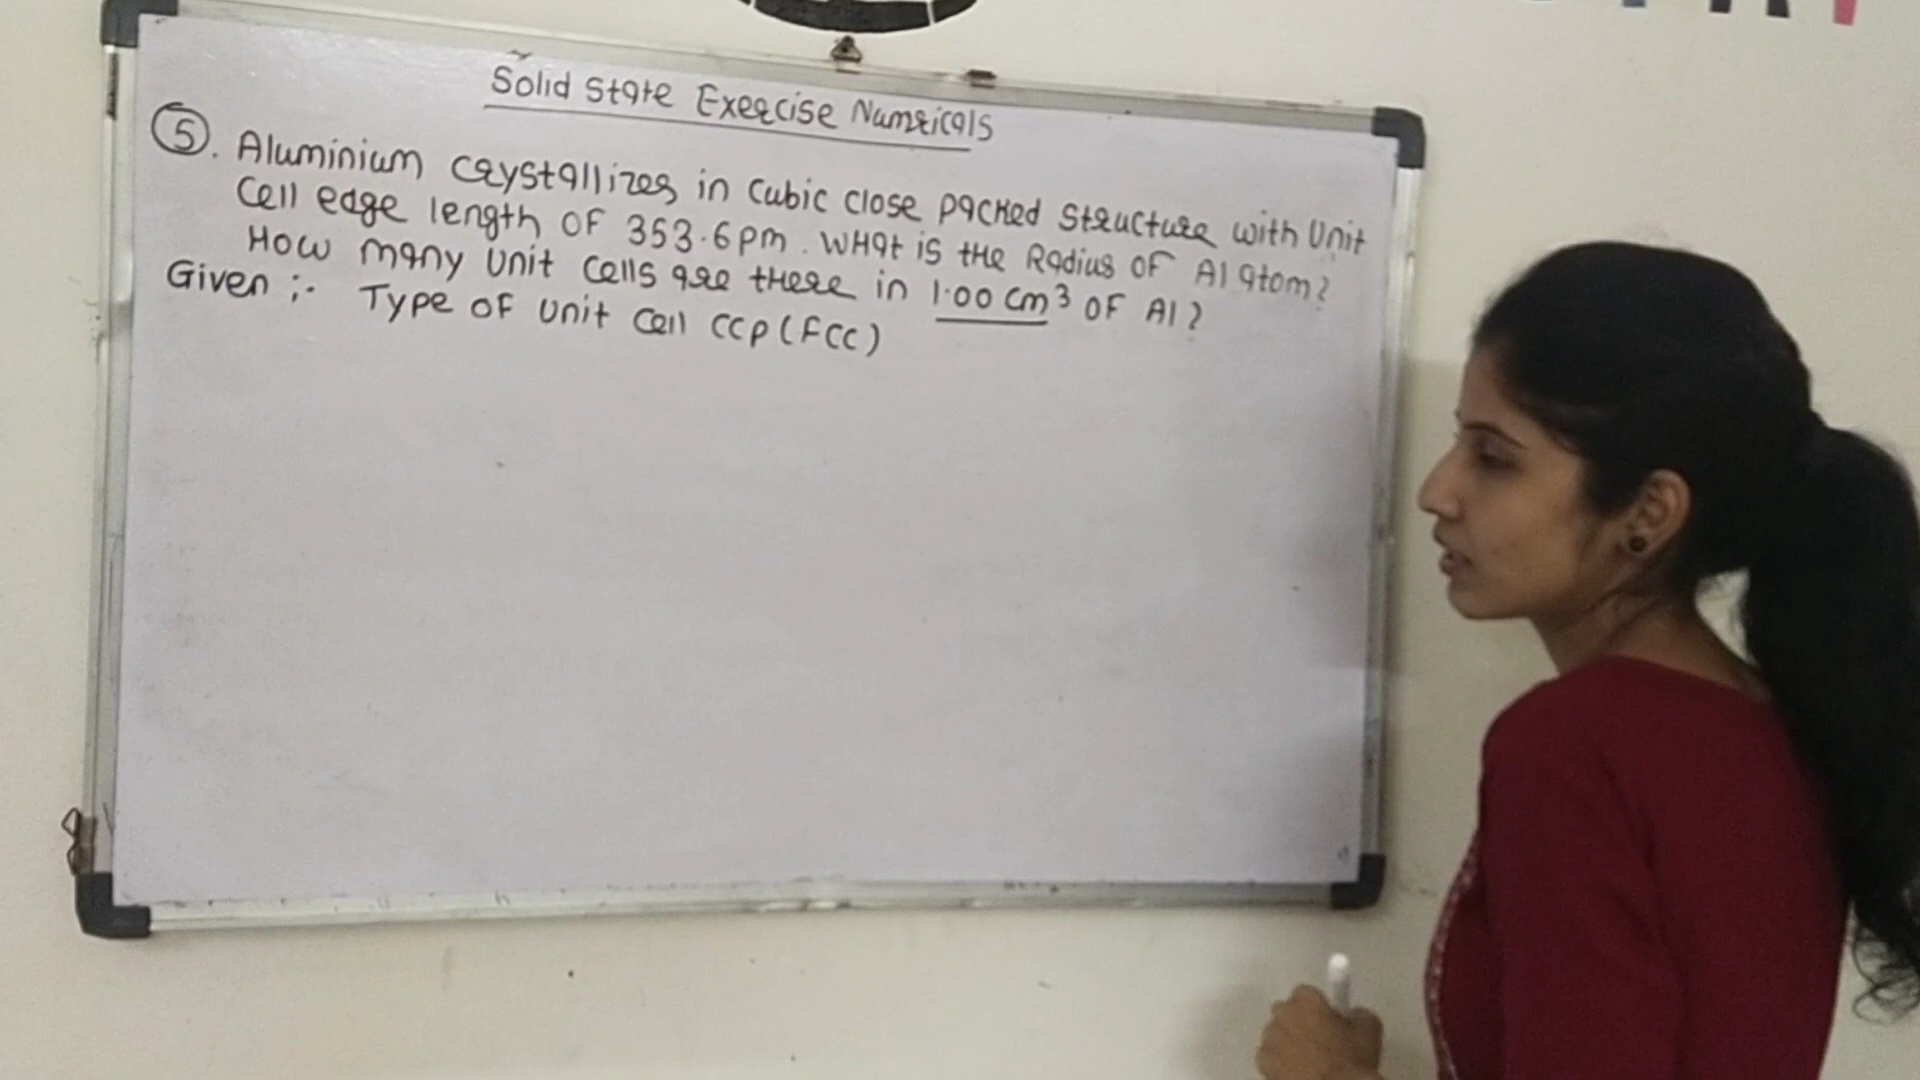 Solid State Exercise Numericals
5. Aluminium crystallizes in cubic close packed structure with Unit
Cell edge length of 353.6pm. What is the Radius of Al atom?
How many unit cells are there in 1.00 cm3 of Al?
Given :- Type of unit cell ccp (FCC)